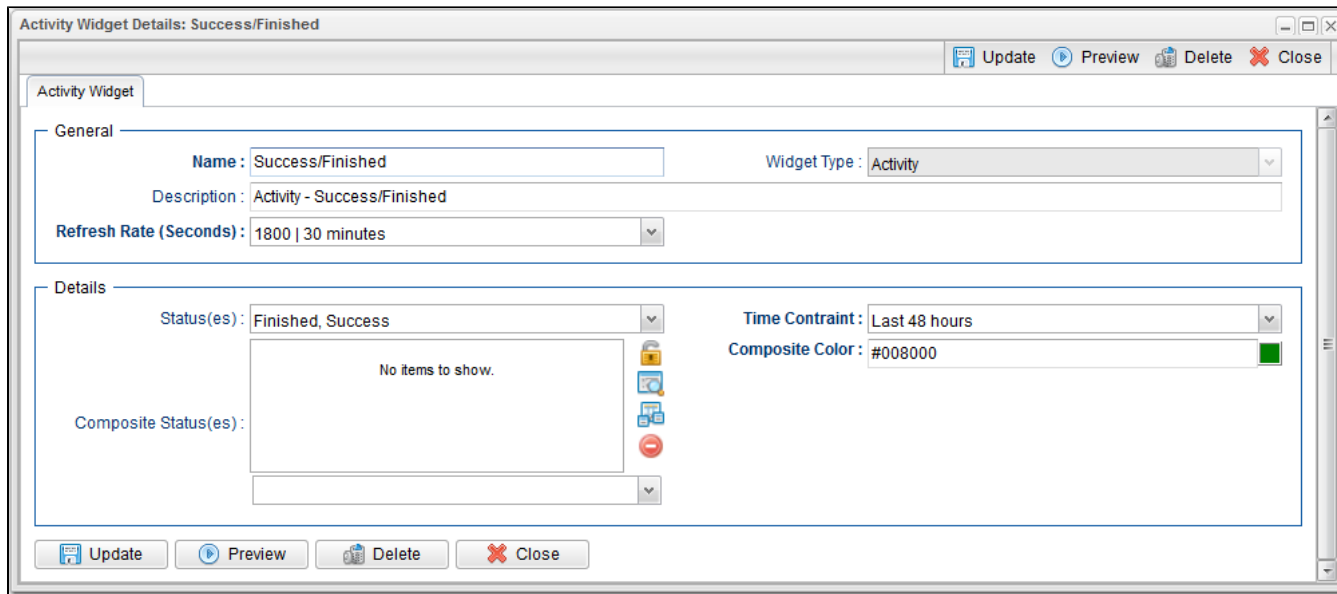 Activity Widget Details: Success/Finished
Update Preview Delete Close
Activity Widget
General
Name : Success/Finished Widget Type : Activity
Description : Activity - Success/Finished
Refresh Rate (Seconds) : 1800 | 30 minutes
Details
Status(es) : Finished, Success Time Contraint : Last 48 hours
Composite Color : #008000
No items to show.
Composite Status(es) :
Update Preview Delete Close